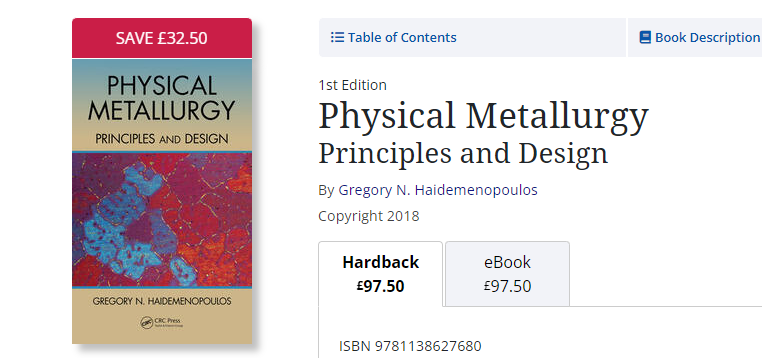 SAVE £32.50
PHYSICAL
METALLURGY
PRINCIPLES AND DESIGN
GREGORY N. HAIDEMENOPOULOS
CRC Press
Table of Contents
Book Description
1st Edition
Physical Metallurgy
Principles and Design
By Gregory N. Haidemenopoulos
Copyright 2018
Hardback
£97.50
eBook
£97.50
ISBN 9781138627680